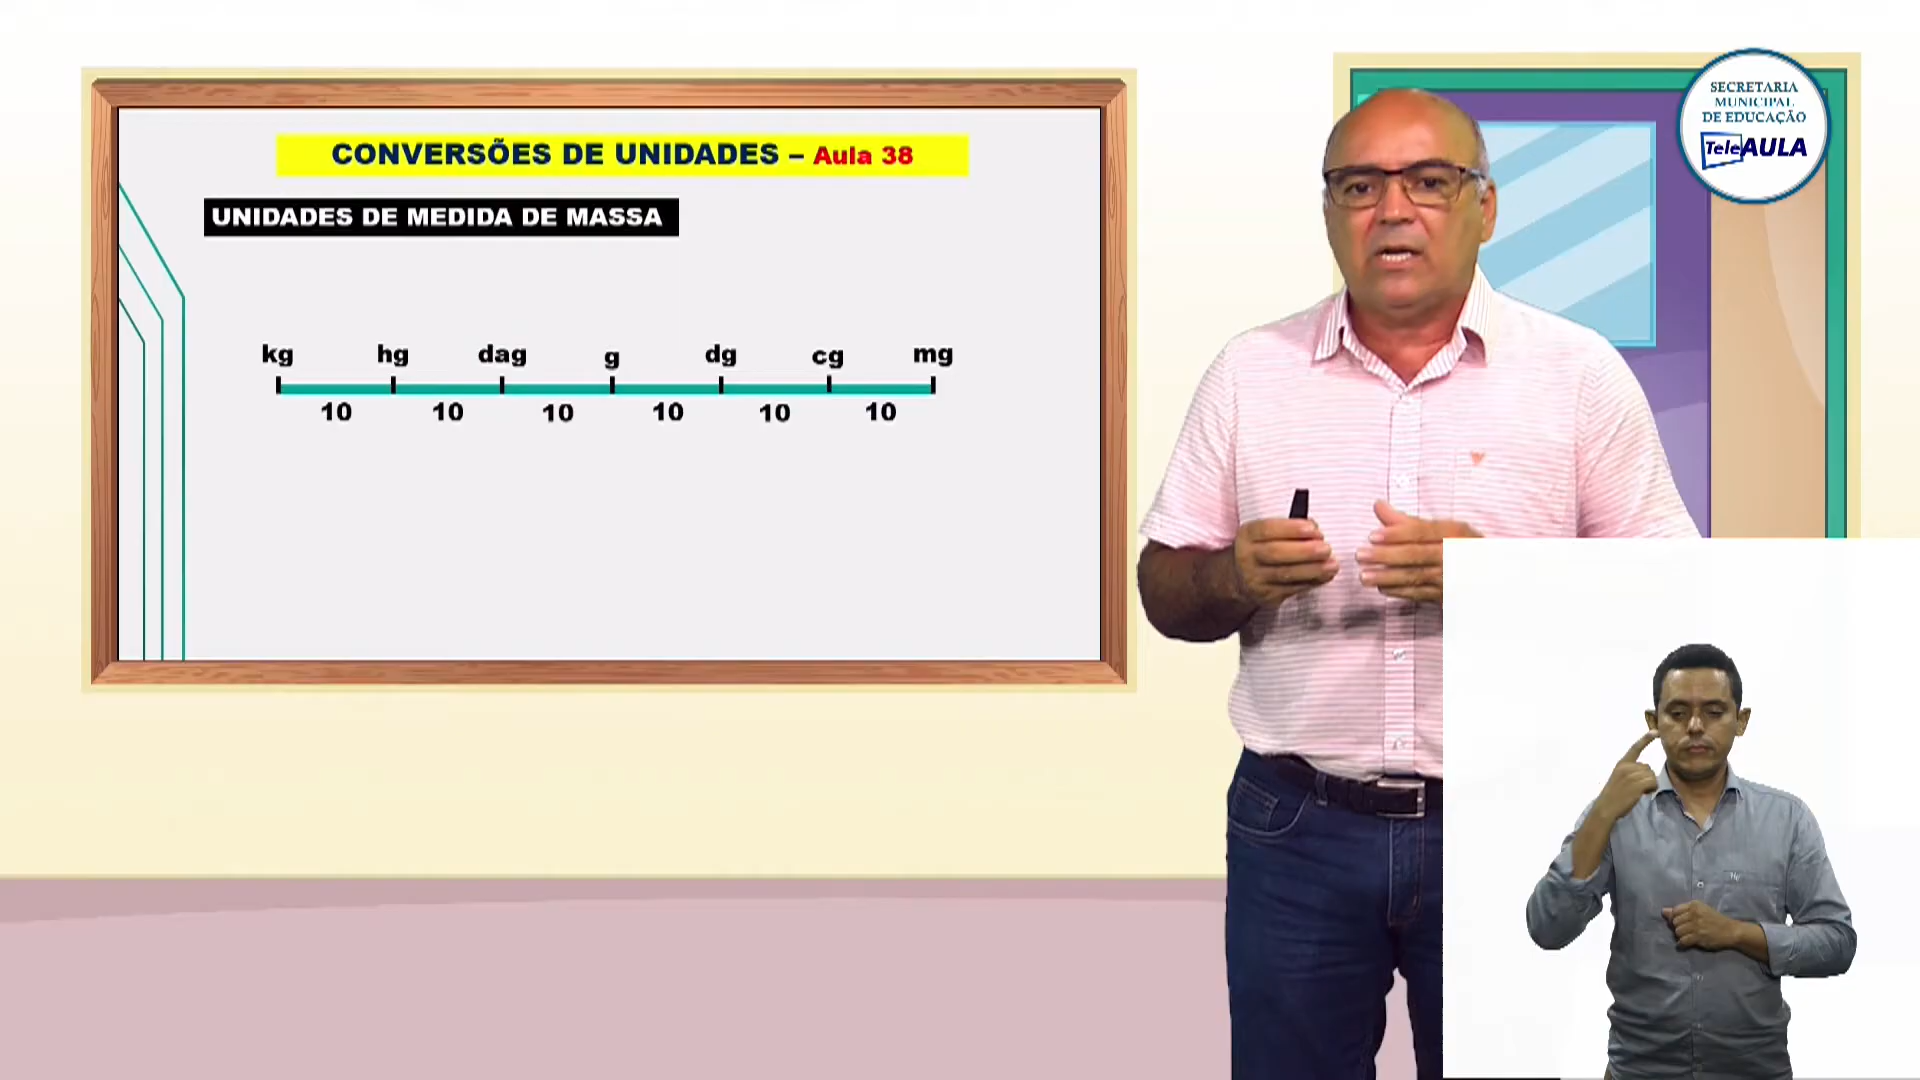 CONVERSÕES DE UNIDADES – Aula 38
UNIDADES DE MEDIDA DE MASSA
kg hg dag g dg cg mg
10 10 10 10 10 10
SECRETARIA
MUNICIPAL
DE EDUCAÇÃO
TeleAULA